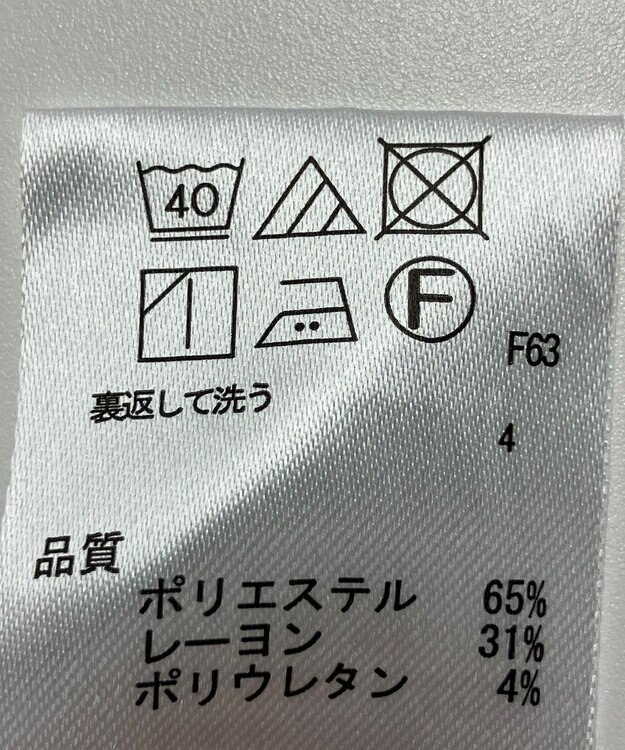 40
F
F63
裏返して洗う
4
品質
ポリエステル 65%
レーヨン 31%
ポリウレタン 4%